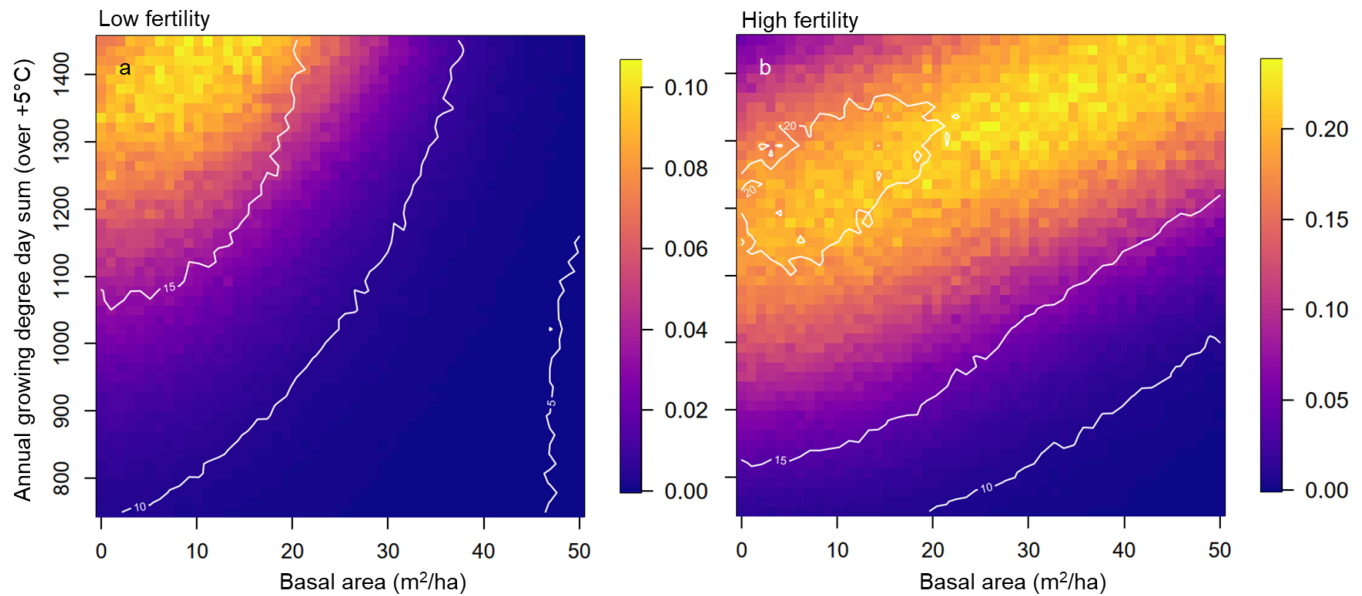 Low fertility
High fertility
Annual growing degree day sum (over +5°C)
1400
1300
1200
1100
1000
900
800
a
15
10
5
0 10 20 30 40 50
Basal area (m²/ha)
0.10
0.08
0.06
0.04
0.02
0.00
b
20
20
15
10
0 10 20 30 40 50
Basal area (m²/ha)
0.20
0.15
0.10
0.05
0.00